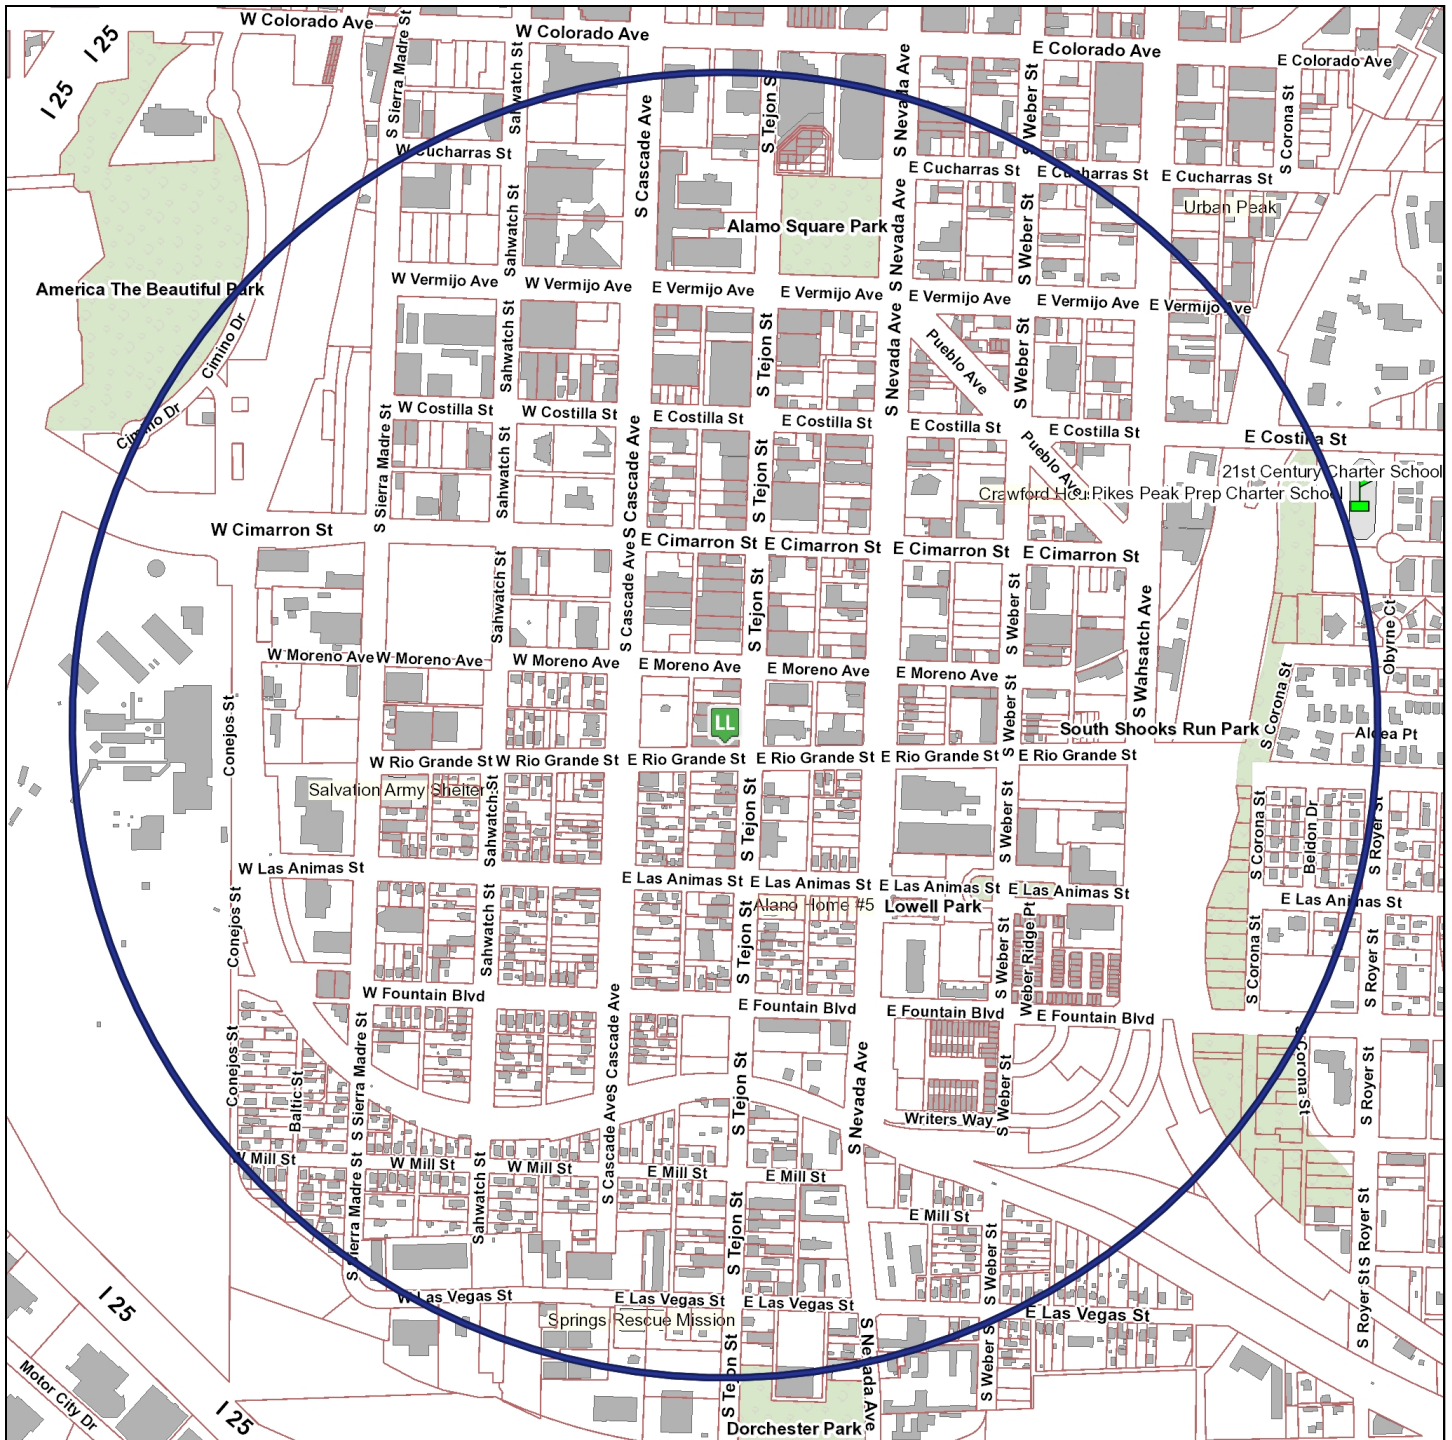 W Colorado Ave
S Sierra Madre St
W Colorado Ave
Sahwatch St
I 25
I 25
S Cascade Ave
S Tejon St
S Nevada Ave
S Weber St
E Colorado Ave
E Colorado Ave
S Corona St
W Cucharras St
E Cucharras St
E Cucharras St
E Cucharras St
Urban Peak
Sahwatch St
Alamo Square Park
S Nevada Ave
S Weber St
America The Beautiful Park
W Vermijo Ave
W Vermijo Ave
E Vermijo Ave
E Vermijo Ave
E Vermijo Ave
E Vermijo Ave
E Vermijo Ave
Cimino Dr
Sahwatch St
S Tejon St
S Nevada Ave
Pueblo Ave
S Weber St
Cimino Dr
W Costilla St
W Costilla St
E Costilla St
E Costilla St
E Costilla St
E Costilla St
E Costilla St
S Sierra Madre St
Sahwatch St
S Cascade Ave
S Tejon St
Pueblo Ave
21st Century Charter School
Crawford Hou
Pikes Peak Prep Charter School
W Cimarron St
E Cimarron St
E Cimarron St
E Cimarron St
E Cimarron St
Sahwatch St
S Cascade Ave
S Tejon St
S Weber St
S Wahsatch Ave
Obyrne Ct
W Moreno Ave
W Moreno Ave
W Moreno Ave
E Moreno Ave
E Moreno Ave
E Moreno Ave
Conejos St
LL
S Weber St
South Shooks Run Park
S Corona St
Aldea Pt
W Rio Grande St
W Rio Grande St
E Rio Grande St
E Rio Grande St
E Rio Grande St
E Rio Grande St
Salvation Army Shelter
Sahwatch St
S Tejon St
S Weber St
S Corona St
Beldon Dr
S Royer St
W Las Animas St
E Las Animas St
E Las Animas St
E Las Animas St
E Las Animas St
E Las Animas St
Alano Home #5
Lowell Park
Conejos St
Sahwatch St
S Tejon St
S Weber St
Weber Ridge Pt
S Corona St
S Royer St
W Fountain Blvd
E Fountain Blvd
E Fountain Blvd
E Fountain Blvd
Conejos St
Baltic St
S Sierra Madre St
S Cascade Ave
S Tejon St
S Nevada Ave
S Weber St
S Corona St
S Royer St
Writers Way
W Mill St
W Mill St
W Mill St
E Mill St
E Mill St
E Mill St
S Sierra Madre St
Sahwatch St
S Cascade Ave
S Tejon St
S Weber St
S Royer St
W Las Vegas St
E Las Vegas St
E Las Vegas St
E Las Vegas St
Springs Rescue Mission
I 25
S Tejon St
S Nevada Ave
S Weber St
S Royer St
Motor City Dr
I 25
Dorchester Park